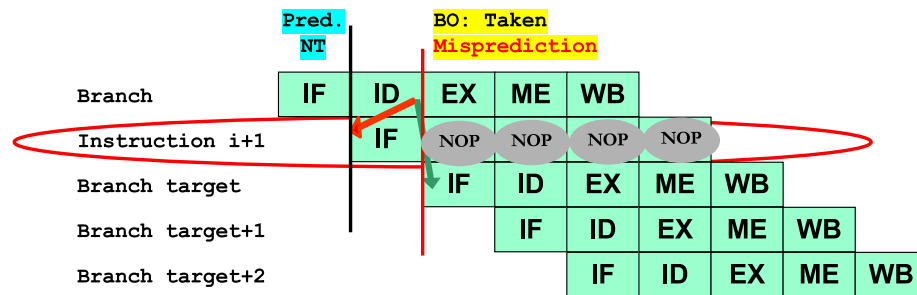 Pred. BO: Taken
NT Misprediction
Branch IF ID EX ME WB
Instruction i+1 IF NOP NOP NOP NOP
Branch target IF ID EX ME WB
Branch target+1 IF ID EX ME WB
Branch target+2 IF ID EX ME WB